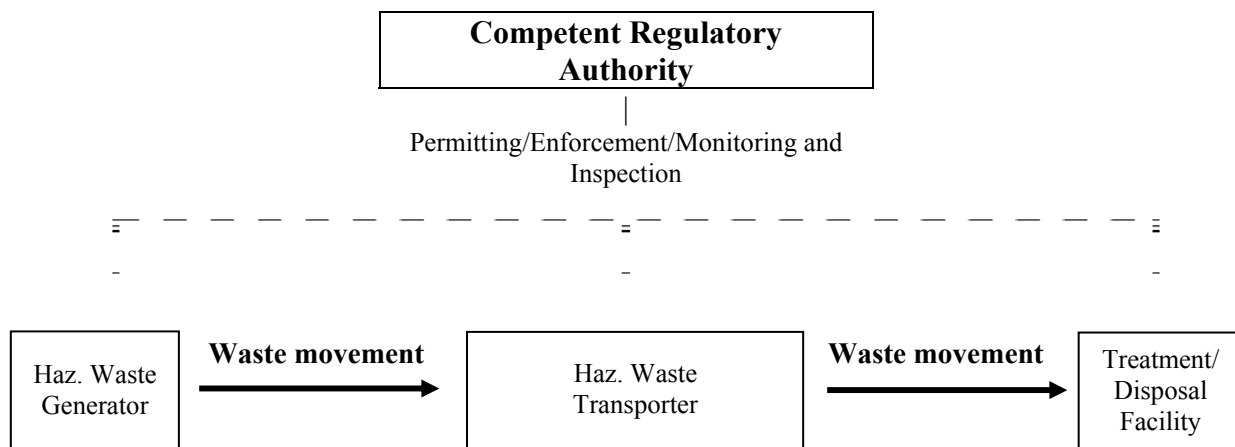 Competent Regulatory
Authority
Permitting/Enforcement/Monitoring and
Inspection
Haz. Waste
Generator
Waste movement
Haz. Waste
Transporter
Waste movement
Treatment/
Disposal
Facility